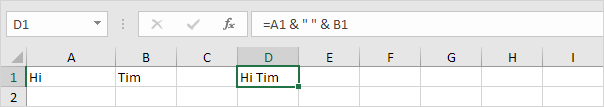 D1 fx =A1 & " " & B1
A B C D E F G H I
1 Hi Tim Hi Tim
2